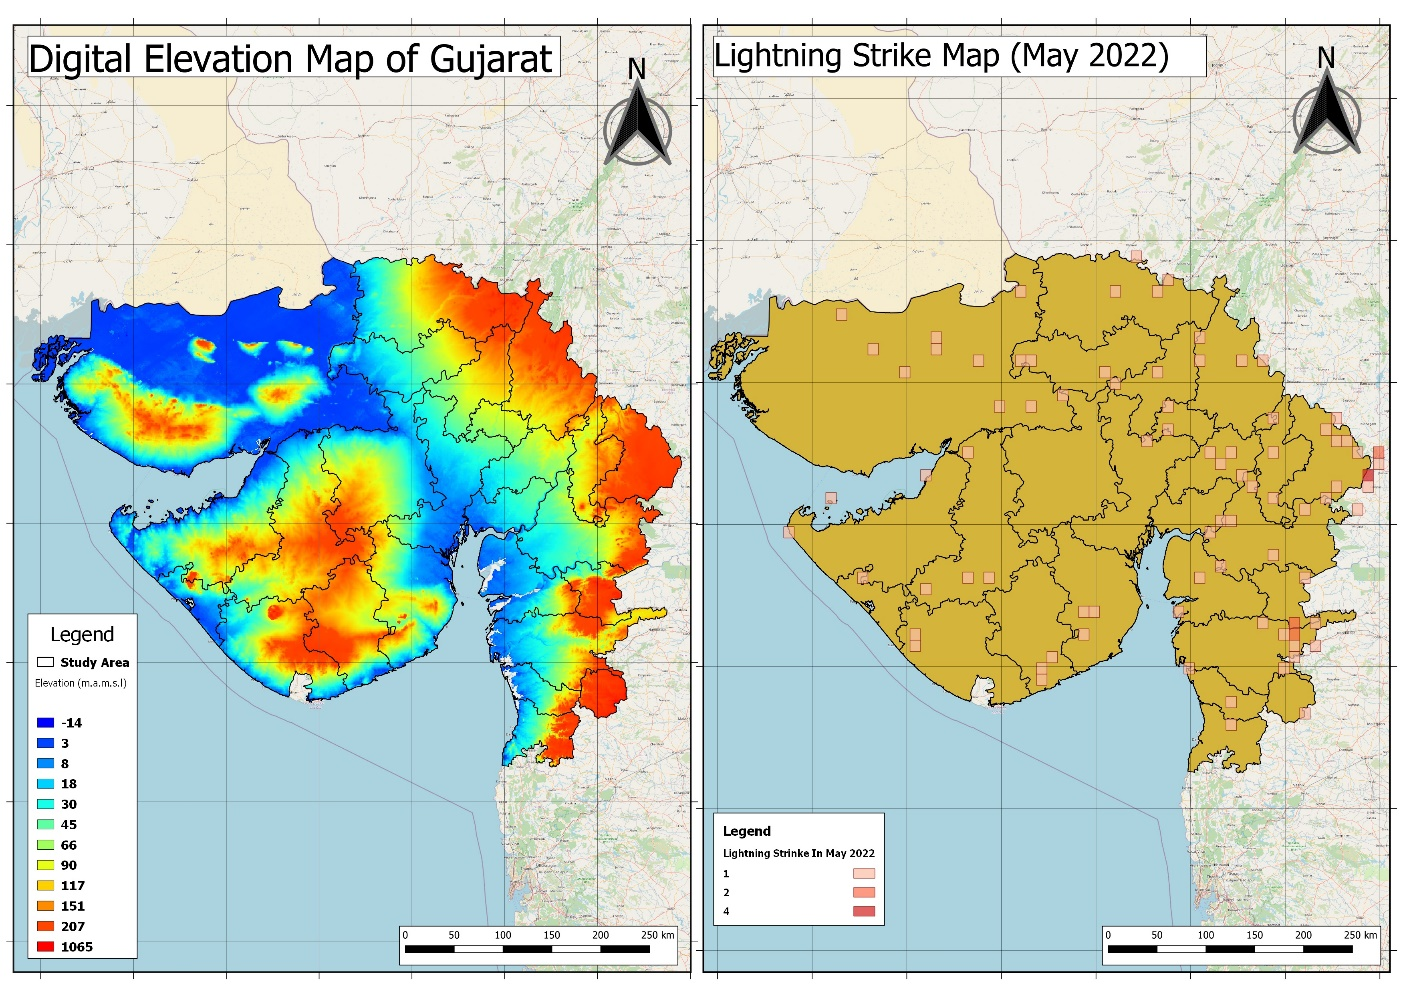 Digital Elevation Map of Gujarat
N
Legend
Study Area
Elevation (m.a.m.s.l)
-14
3
8
18
30
45
66
90
117
151
207
1065
0 50 100 150 200 250 km
Lightning Strike Map (May 2022)
N
Legend
Lightning Strinke In May 2022
1
2
4
0 50 100 150 200 250 km